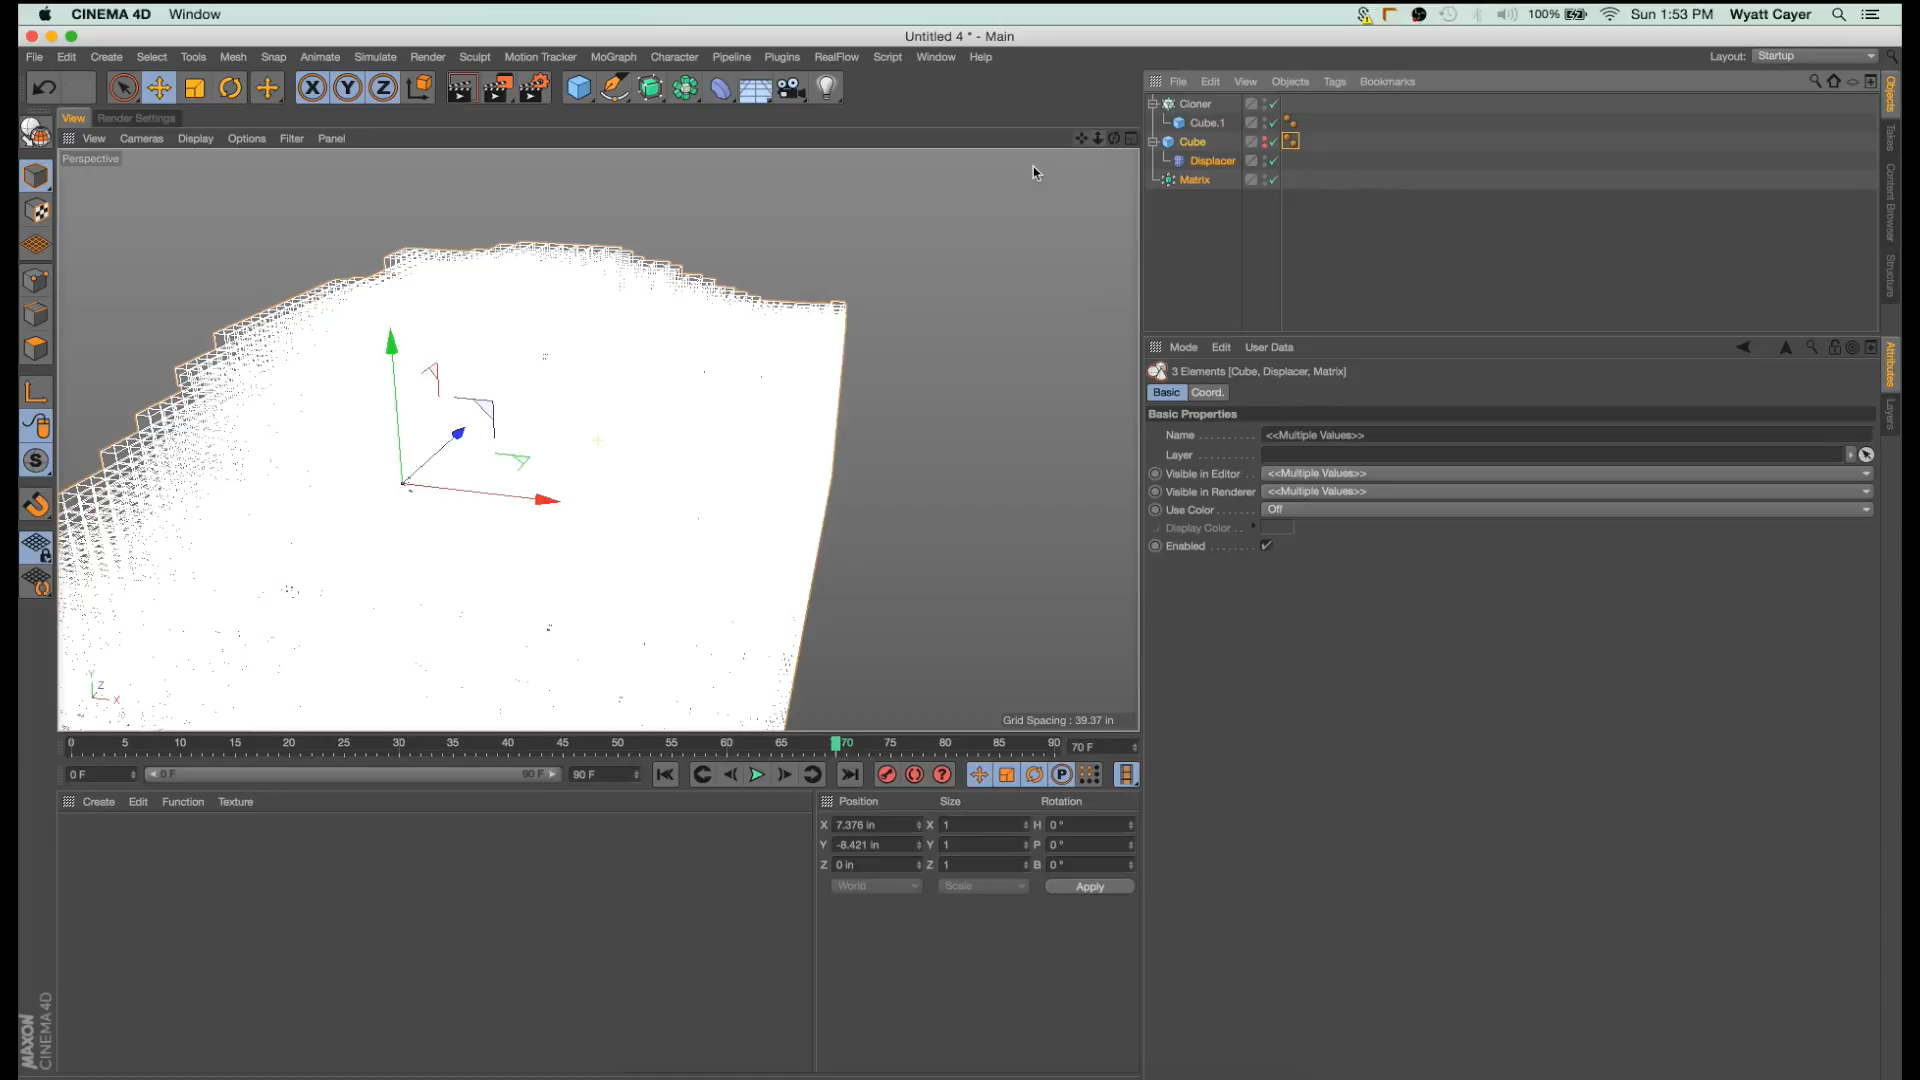 CINEMA 4D Window 100% Sun 1:53 PM Wyatt Cayer
Untitled 4 * - Main
File Edit Create Select Tools Mesh Snap Animate Simulate Render Sculpt Motion Tracker MoGraph Character Pipeline Plugins RealFlow Script Window Help Layout: Startup
X Y Z
File Edit View Objects Tags Bookmarks
Objects
Takes
Content Browser
Structure
View Render Settings
View Cameras Display Options Filter Panel
Perspective
Cloner
Cube.1
Cube
Displacer
Matrix
Mode Edit User Data
Attributes
Layers
3 Elements [Cube, Displacer, Matrix]
Basic Coord.
Basic Properties
Name <<Multiple Values>>
Layer
Visible in Editor <<Multiple Values>>
Visible in Renderer <<Multiple Values>>
Use Color Off
Display Color
Enabled
S
Y
Z
X
Grid Spacing : 39.37 in
0 5 10 15 20 25 30 35 40 45 50 55 60 65 70 75 80 85 90 70 F
0 F 0 F 90 F 90 F P
Create Edit Function Texture
Position Size Rotation
X 7.376 in X 1 H 0 °
Y -8.421 in Y 1 P 0 °
Z 0 in Z 1 B 0 °
World Scale Apply
MAXON
CINEMA 4D